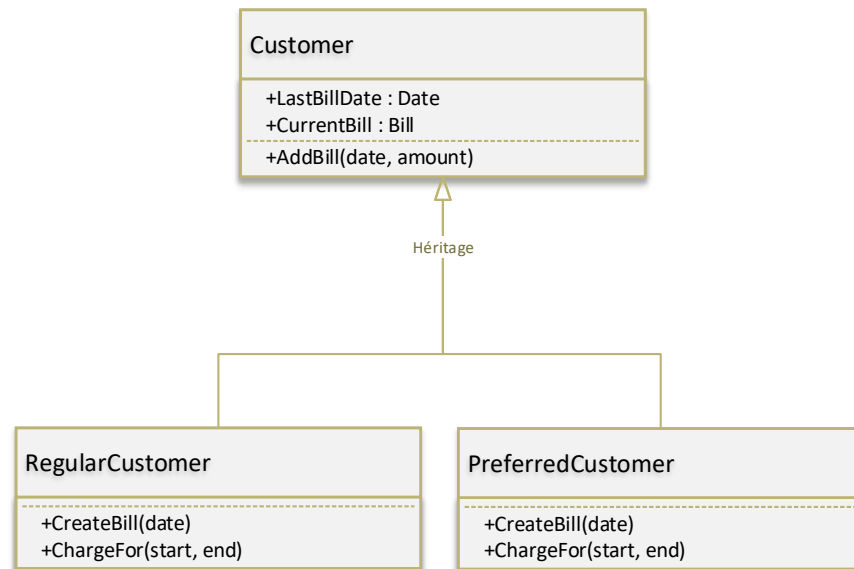 Customer
+LastBillDate : Date
+CurrentBill : Bill
+AddBill(date, amount)
Héritage
RegularCustomer
+CreateBill(date)
+ChargeFor(start, end)
PreferredCustomer
+CreateBill(date)
+ChargeFor(start, end)